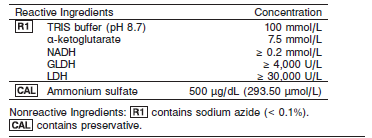 Reactive Ingredients Concentration
R1 TRIS buffer (pH 8.7) 100 mmol/L
α-ketoglutarate 7.5 mmol/L
NADH ≥ 0.2 mmol/L
GLDH ≥ 4,000 U/L
LDH ≥ 30,000 U/L
CAL Ammonium sulfate 500 µg/dL (293.50 µmol/L)
Nonreactive Ingredients: R1 contains sodium azide (< 0.1%).
CAL contains preservative.